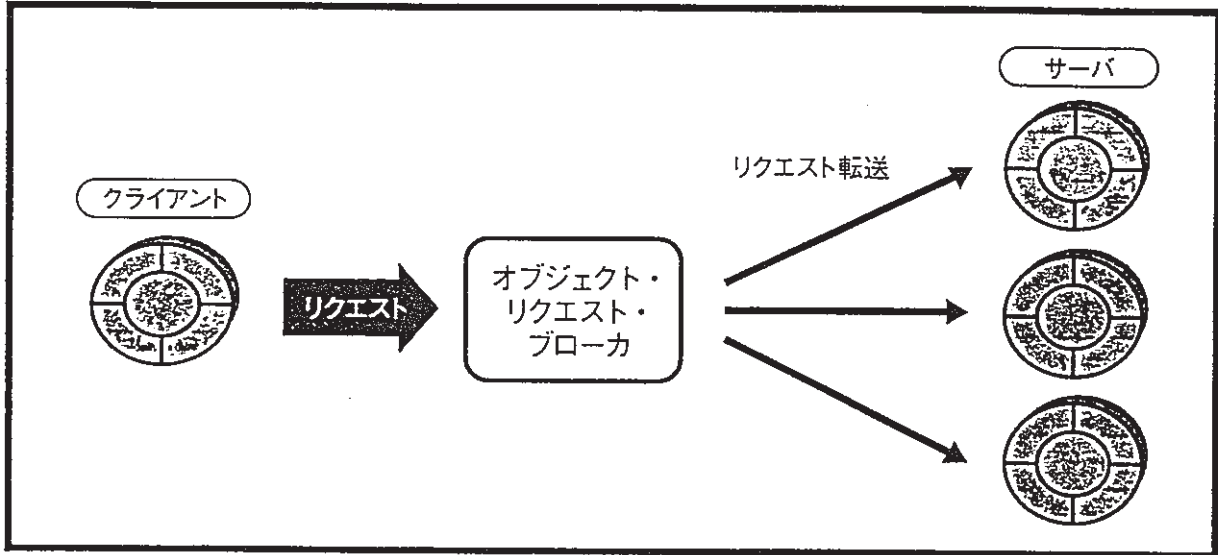 サーバ
リクエスト転送
クライアント
リクエスト
オブジェクト・
リクエスト・
ブローカ